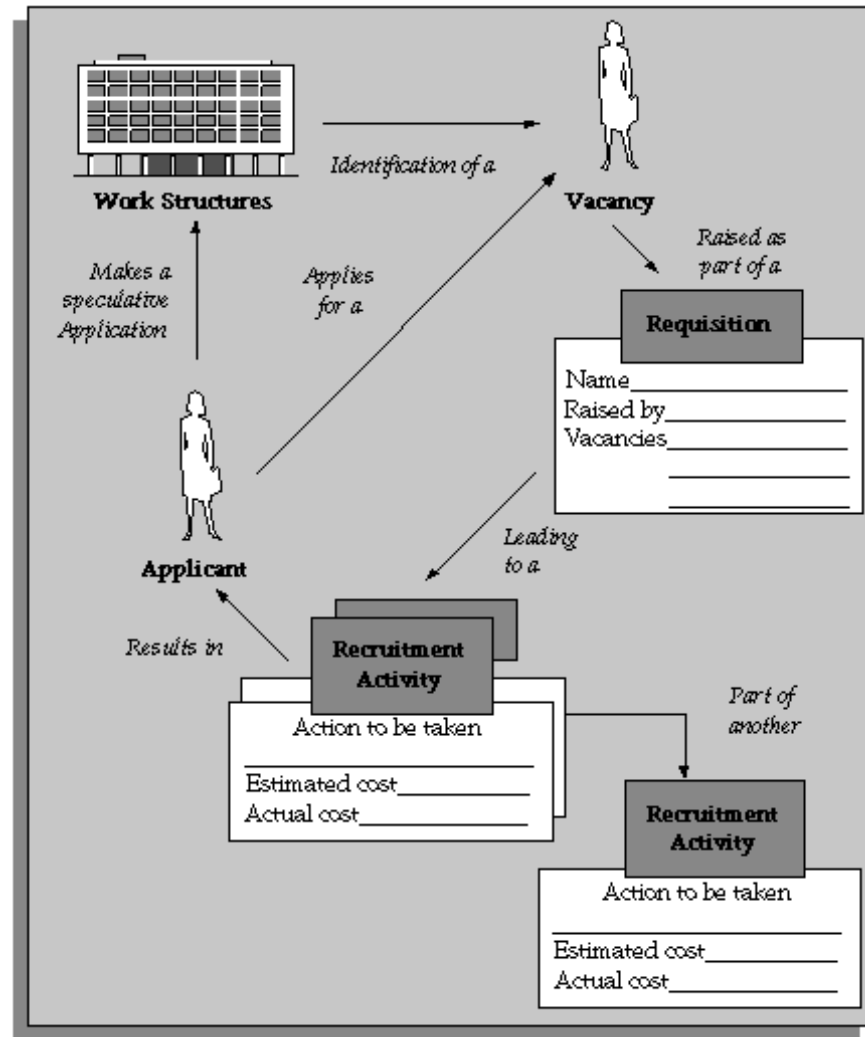 Identification of a
Work Structures
Vacancy
Makes a
speculative
Application
Applies
for a
Raised as
part of a
Requisition
Name
Raised by
Vacancies
Applicant
Leading
to a
Results in
Recruitment
Activity
Action to be taken
Estimated cost
Actual cost
Part of
another
Recruitment
Activity
Action to be taken
Estimated cost
Actual cost